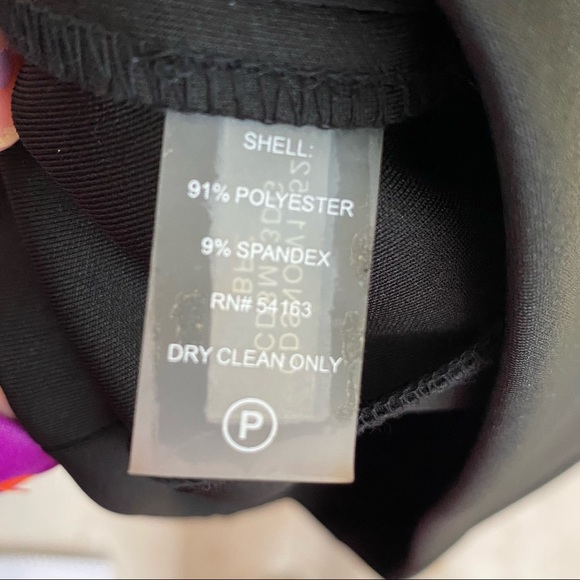 SHELL:
91% POLYESTER
9% SPANDEX
RN# 54163
DRY CLEAN ONLY
P